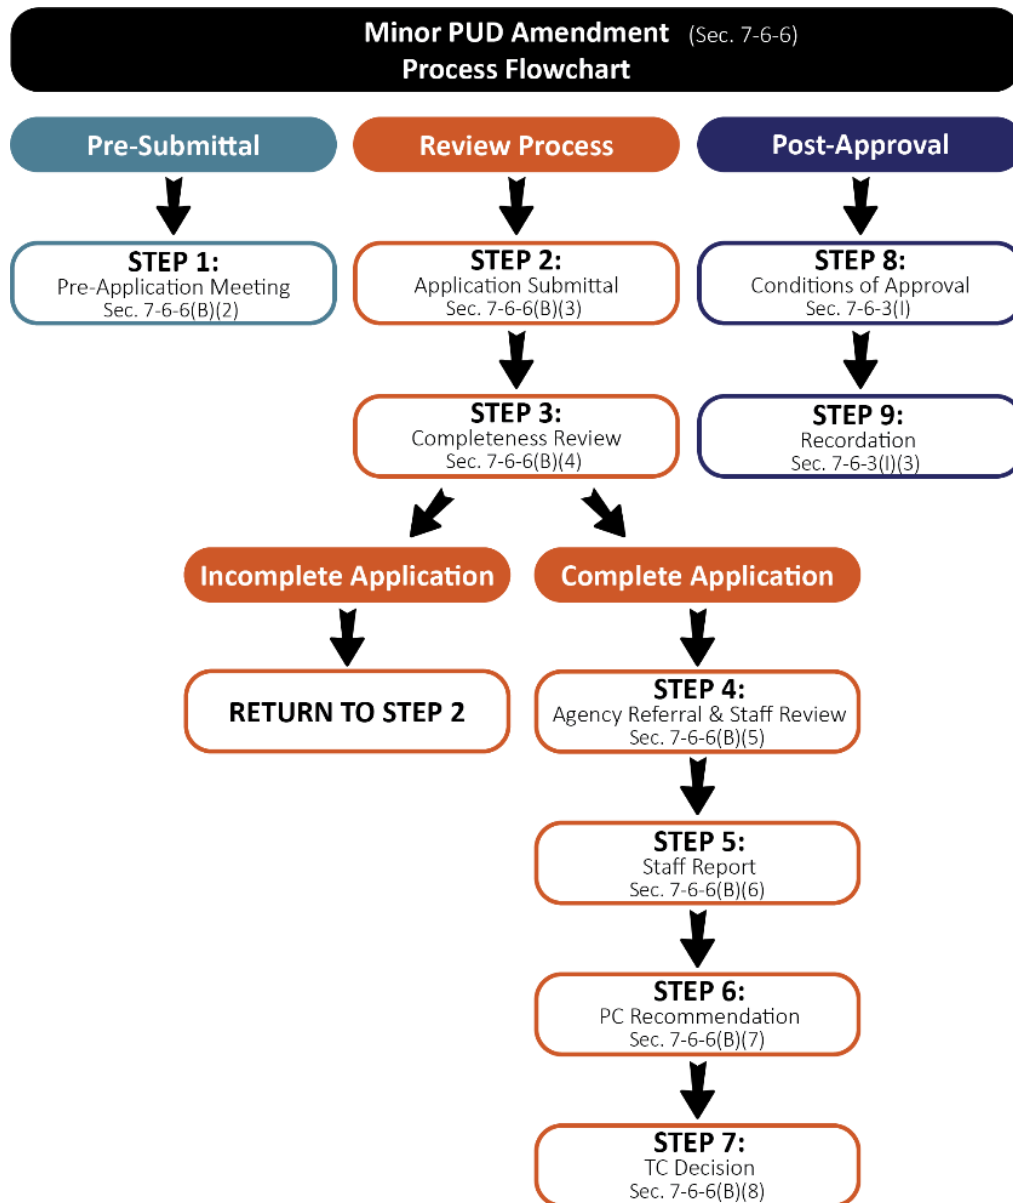 Minor PUD Amendment (Sec. 7-6-6)
Process Flowchart
Pre-Submittal
Review Process
Post-Approval
STEP 1:
Pre-Application Meeting
Sec. 7-6-6(B)(2)
STEP 2:
Application Submittal
Sec. 7-6-6(B)(3)
STEP 8:
Conditions of Approval
Sec. 7-6-3(I)
STEP 3:
Completeness Review
Sec. 7-6-6(B)(4)
STEP 9:
Recordation
Sec. 7-6-3(I)(3)
Incomplete Application
Complete Application
RETURN TO STEP 2
STEP 4:
Agency Referral & Staff Review
Sec. 7-6-6(B)(5)
STEP 5:
Staff Report
Sec. 7-6-6(B)(6)
STEP 6:
PC Recommendation
Sec. 7-6-6(B)(7)
STEP 7:
TC Decision
Sec. 7-6-6(B)(8)